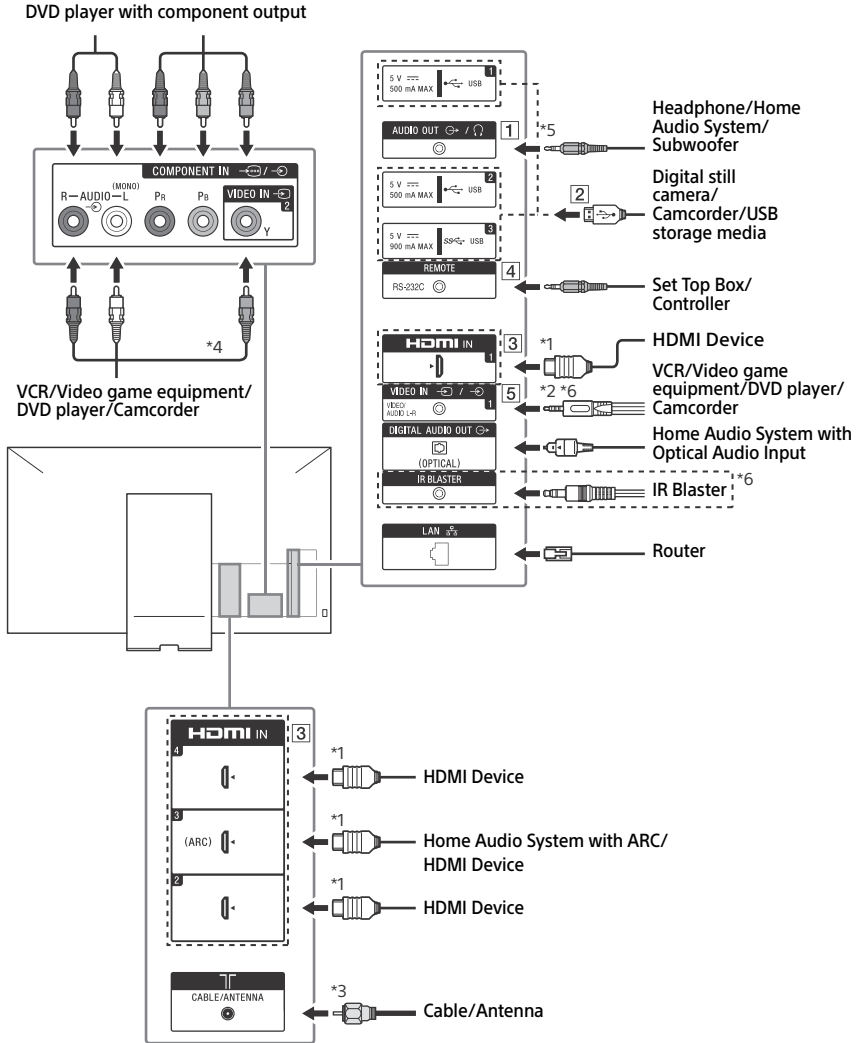 DVD player with component output
COMPONENT IN
(MONO)
R-AUDIO-L
PR
PB
VIDEO IN
2
Y
*4
VCR/Video game equipment/
DVD player/Camcorder
1
5 V
500 mA MAX
USB
*5
AUDIO OUT
/
1
Headphone/Home
Audio System/
Subwoofer
2
5 V
500 mA MAX
USB
2
Digital still
camera/
Camcorder/USB
storage media
3
5 V
900 mA MAX
SS
USB
REMOTE
RS-232C
4
Set Top Box/
Controller
HDMI IN
1
3
*1
HDMI Device
VIDEO IN
/
VIDEO/
AUDIO L-R
1
5
*2 *6
VCR/Video game
equipment/DVD player/
Camcorder
DIGITAL AUDIO OUT
(OPTICAL)
Home Audio System with
Optical Audio Input
IR BLASTER
IR Blaster
*6
LAN
Router
HDMI IN
3
4
*1
HDMI Device
3
(ARC)
*1
Home Audio System with ARC/
HDMI Device
2
*1
HDMI Device
CABLE/ANTENNA
*3
Cable/Antenna